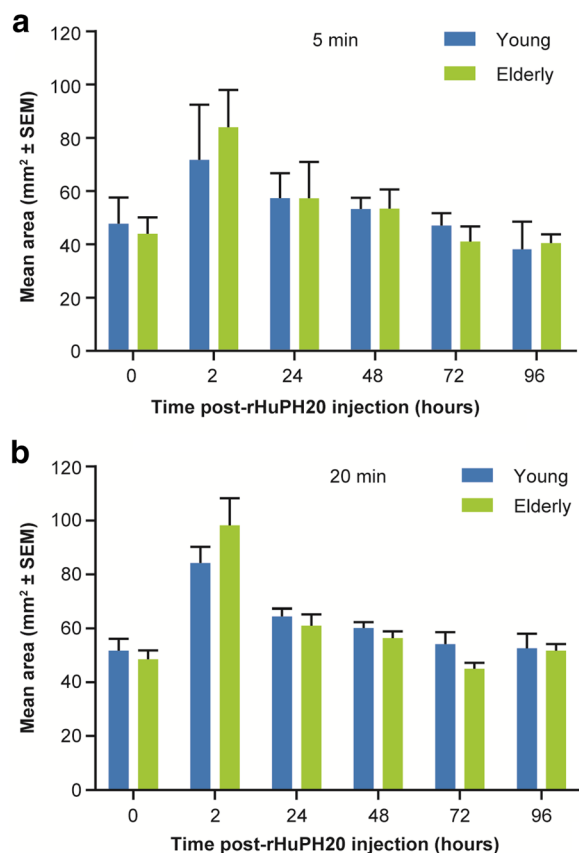 a
5 min
Young
Elderly
Mean area (mm² ± SEM)
120
100
80
60
40
20
0
0 2 24 48 72 96
Time post-rHuPH20 injection (hours)
b
20 min
Young
Elderly
Mean area (mm² ± SEM)
120
100
80
60
40
20
0
0 2 24 48 72 96
Time post-rHuPH20 injection (hours)